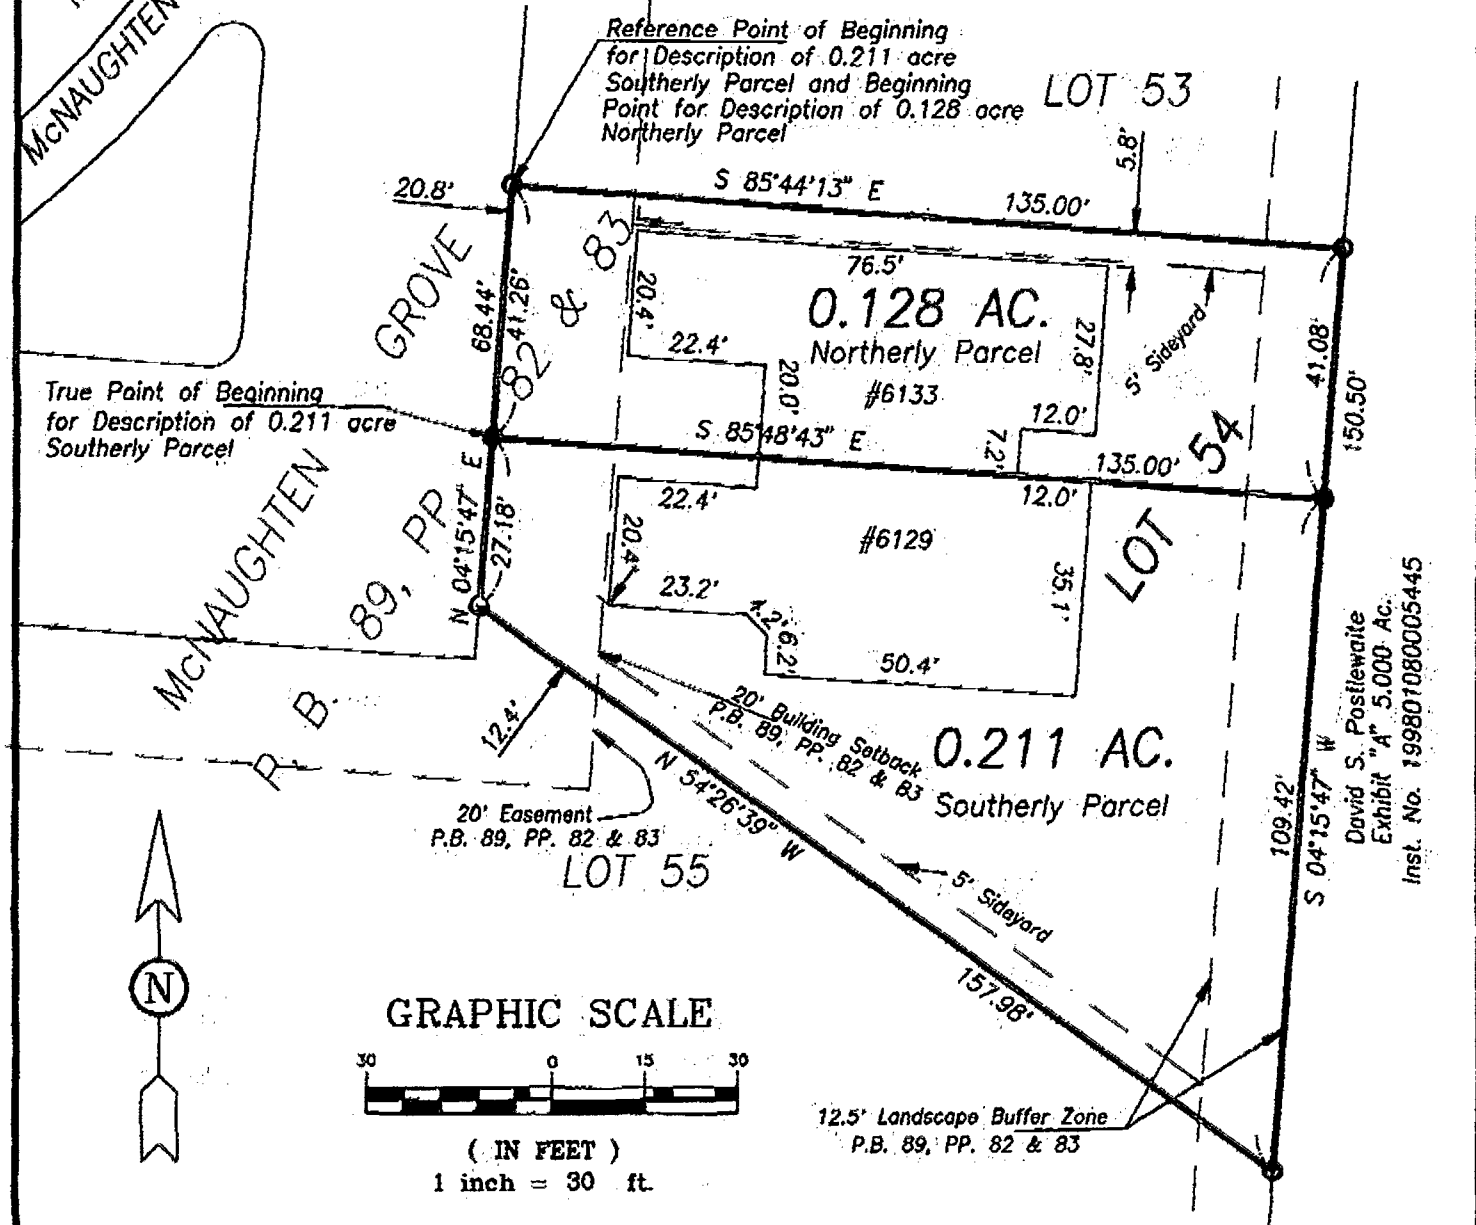 McNAUGHTEN
Reference Point of Beginning
for Description of 0.211 acre
Southerly Parcel and Beginning
Point for Description of 0.128 acre
Northerly Parcel
LOT 53
5.8'
20.8'
S 85°44'13" E
135.00'
McNAUGHTEN GROVE
P. B. 89, PP. 82 & 83
68.44'
41.26'
76.5'
20.4'
0.128 AC.
Northerly Parcel
#6133
22.4'
20.0'
27.8'
5' Sideyard
12.0'
7.2'
41.08'
150.50'
True Point of Beginning
for Description of 0.211 acre
Southerly Parcel
S 85°48'43" E
135.00'
LOT 54
N 04°15'47" E
27.18'
22.4'
12.0'
#6129
20.4'
35.1'
23.2'
4.2'
6.2'
50.4'
12.4'
20' Building Setback
P.B. 89, PP. 82 & 83
0.211 AC.
Southerly Parcel
N 54°26'39" W
157.98'
20' Easement
P.B. 89, PP. 82 & 83
LOT 55
5' Sideyard
109.42'
S 04°15'47" W
David S. Postlewaite
Exhibit "A" 5.000 Ac.
Inst. No. 199801080005445
N
GRAPHIC SCALE
30 0 15 30
( IN FEET )
1 inch = 30 ft.
12.5' Landscape Buffer Zone
P.B. 89, PP. 82 & 83